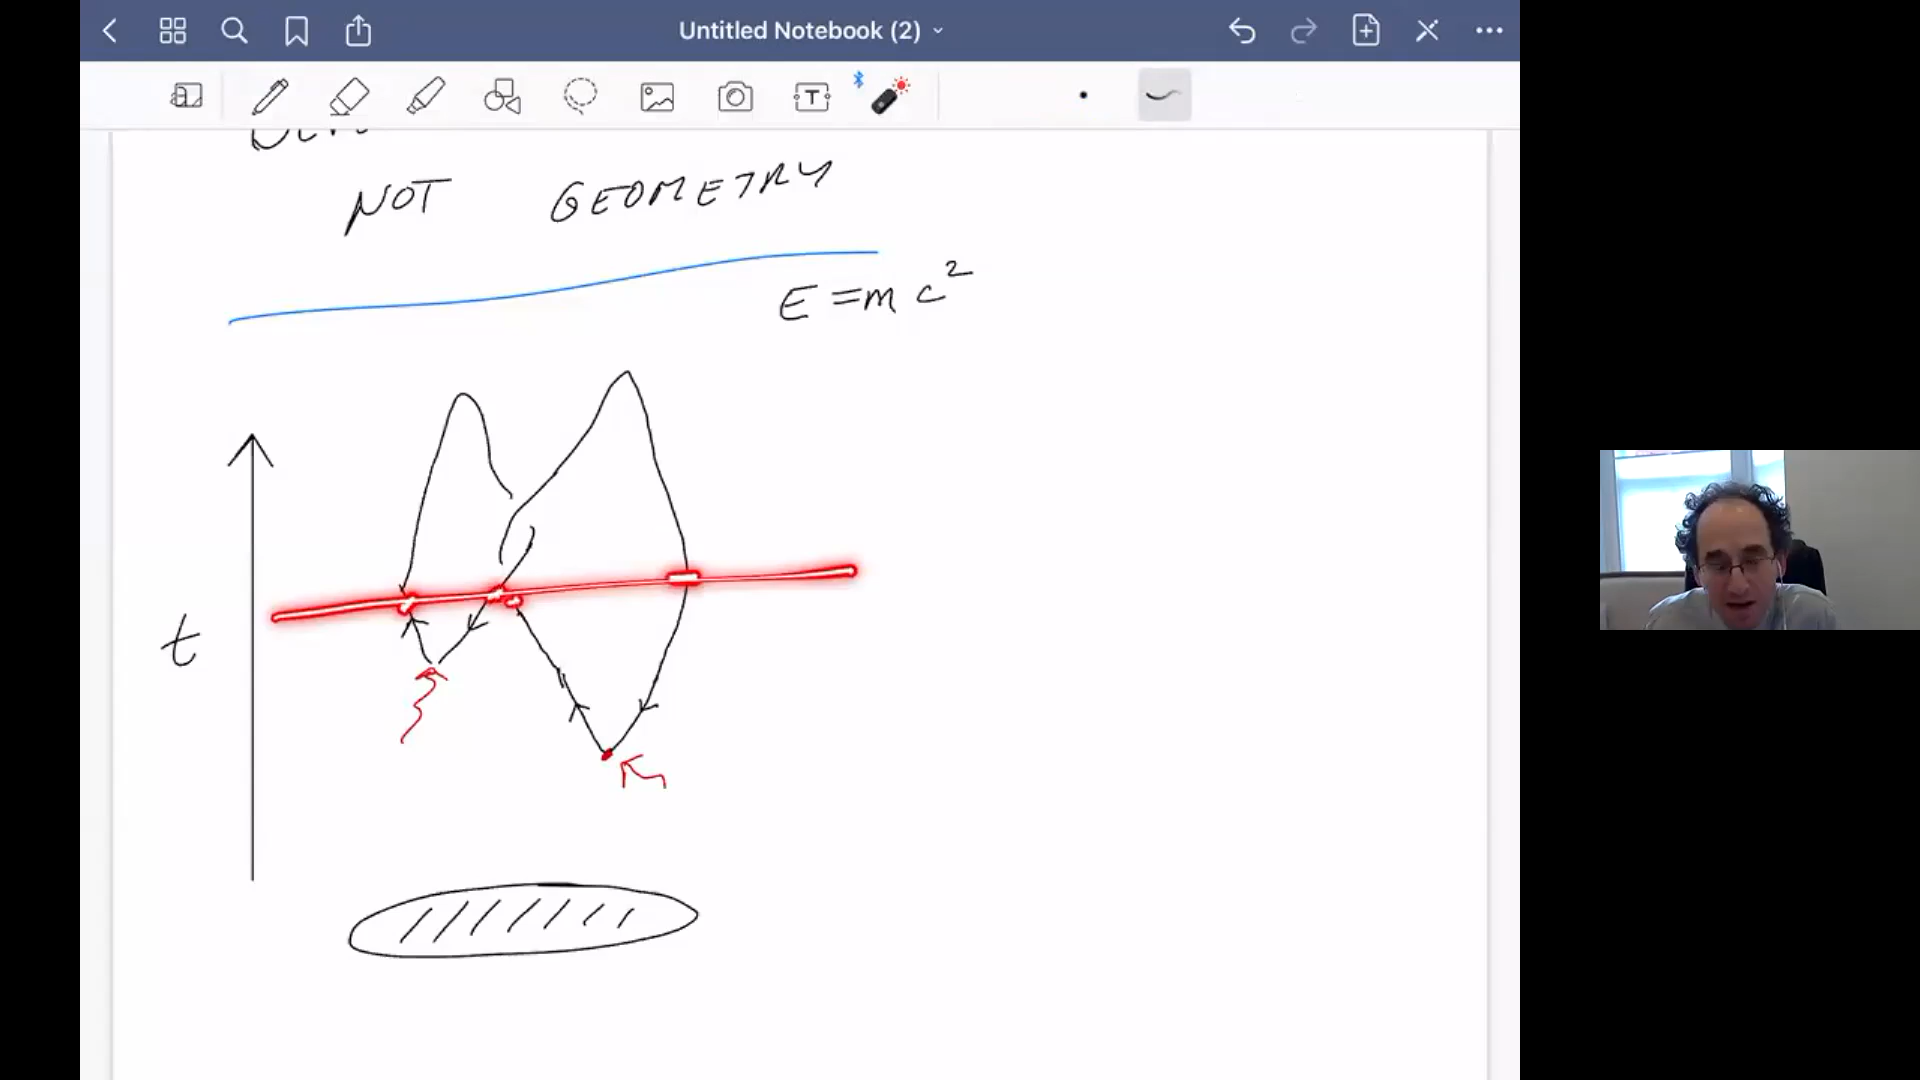 Untitled Notebook (2)
T
NOT GEOMETRY
E = mc²
t